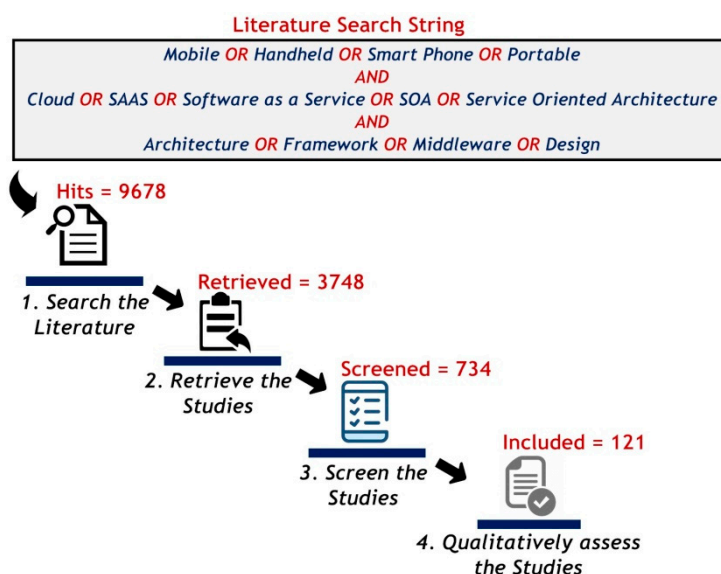 Literature Search String
Mobile OR Handheld OR Smart Phone OR Portable
AND
Cloud OR SAAS OR Software as a Service OR SOA OR Service Oriented Architecture
AND
Architecture OR Framework OR Middleware OR Design
Hits = 9678
1. Search the
Literature
Retrieved = 3748
2. Retrieve the
Studies
Screened = 734
3. Screen the
Studies
Included = 121
4. Qualitatively assess
the Studies